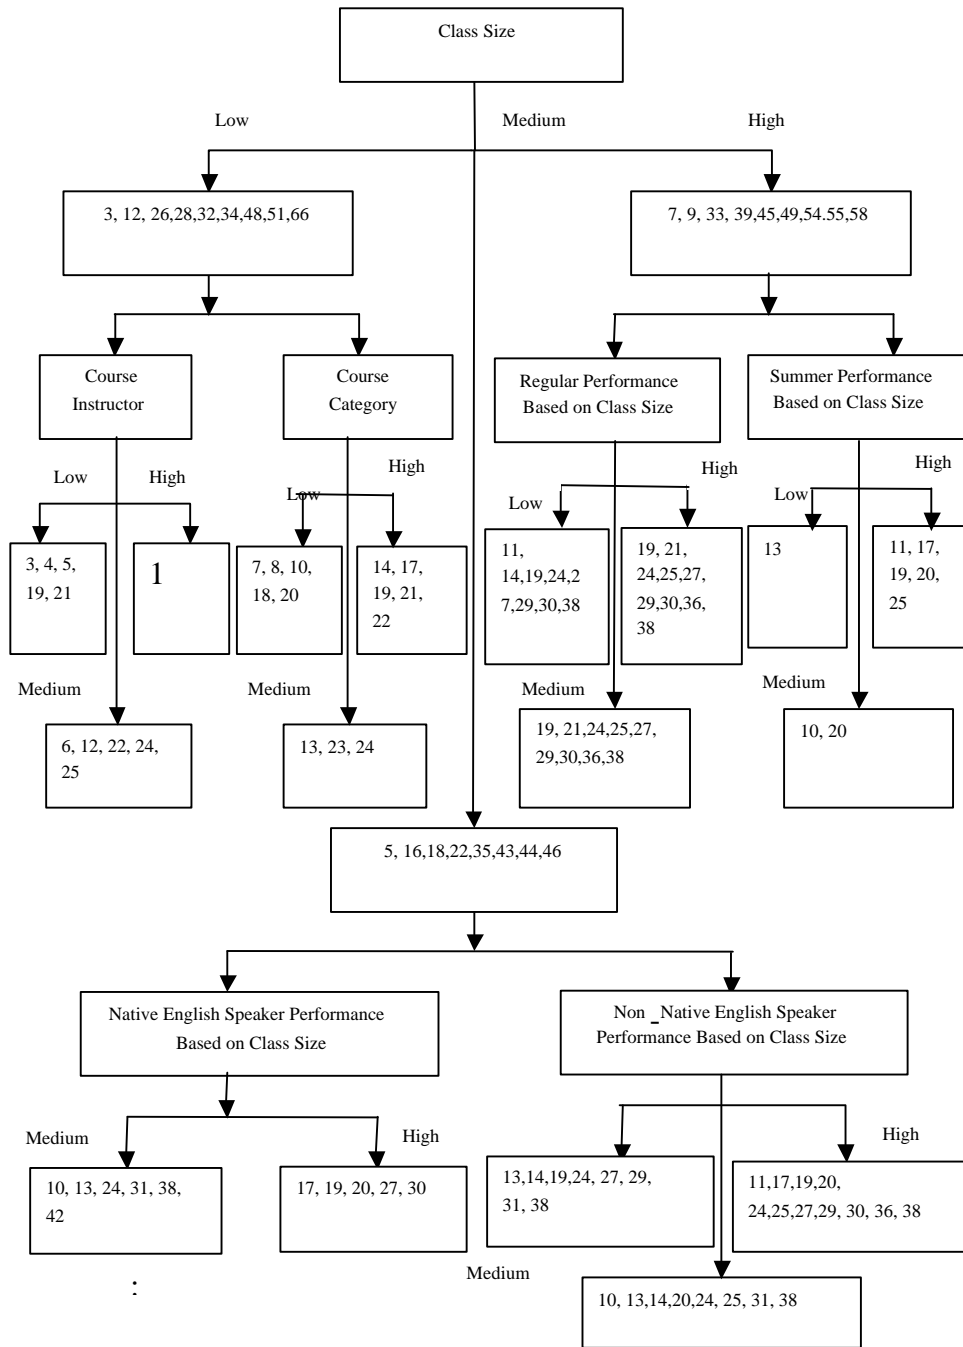 Class Size
Low
Medium
High
3, 12, 26,28,32,34,48,51,66
7, 9, 33, 39,45,49,54.55,58
Course
Instructor
Course
Category
Regular Performance
Based on Class Size
Summer Performance
Based on Class Size
Low
High
Low
High
Low
High
Low
High
3, 4, 5,
19, 21
1
7, 8, 10,
18, 20
14, 17,
19, 21,
22
11,
14,19,24,2
7,29,30,38
19, 21,
24,25,27,
29,30,36,
38
13
11, 17,
19, 20,
25
Medium
Medium
Medium
Medium
6, 12, 22, 24,
25
13, 23, 24
19, 21,24,25,27,
29,30,36,38
10, 20
5, 16,18,22,35,43,44,46
Native English Speaker Performance
Based on Class Size
Non _Native English Speaker
Performance Based on Class Size
Medium
High
High
10, 13, 24, 31, 38,
42
17, 19, 20, 27, 30
13,14,19,24, 27, 29,
31, 38
11,17,19,20,
24,25,27,29, 30, 36, 38
:
Medium
10, 13,14,20,24, 25, 31, 38